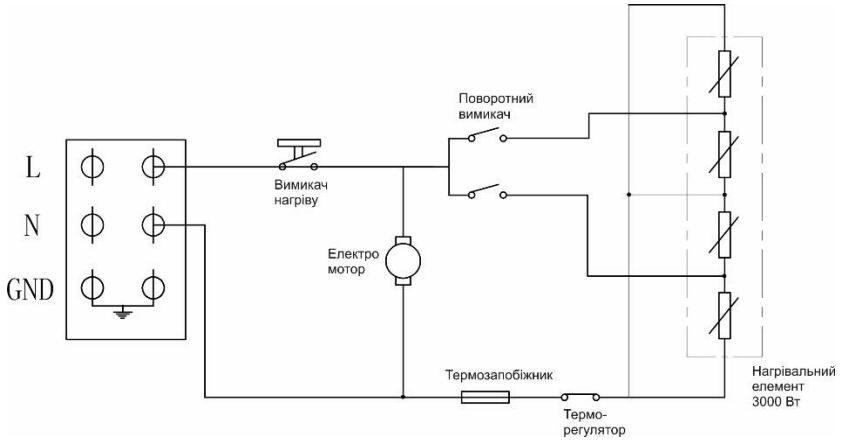 Поворотний
вимикач
L
Вимикач
нагріву
N
Електро
мотор
GND
Термозапобіжник
Термо-
регулятор
Нагрівальний
елемент
3000 Вт